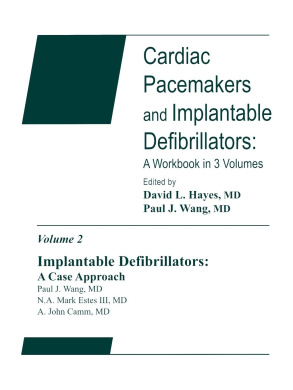 Cardiac
Pacemakers
and Implantable
Defibrillators:
A Workbook in 3 Volumes
Edited by
David L. Hayes, MD
Paul J. Wang, MD
Volume 2
Implantable Defibrillators:
A Case Approach
Paul J. Wang, MD
N.A. Mark Estes III, MD
A. John Camm, MD